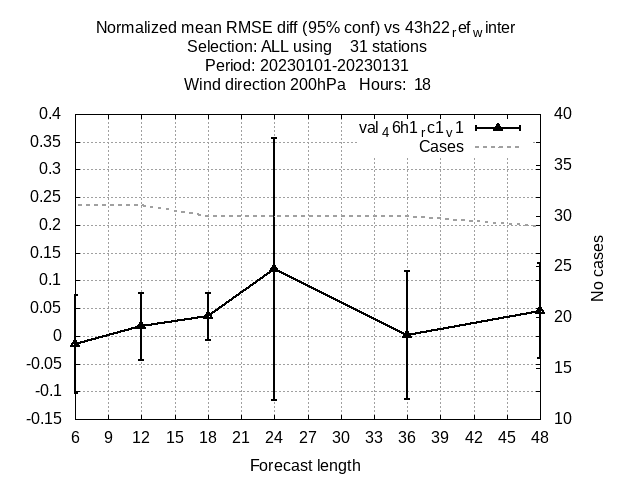 Normalized mean RMSE diff (95% conf) vs 43h22refwinter
Selection: ALL using 31 stations
Period: 20230101-20230131
Wind direction 200hPa Hours: 18
0.4
0.35
0.3
0.25
0.2
0.15
0.1
0.05
0
-0.05
-0.1
-0.15
val46h1rc1v1
Cases
40
35
30
25
20
15
10
No cases
6 9 12 15 18 21 24 27 30 33 36 39 42 45 48
Forecast length